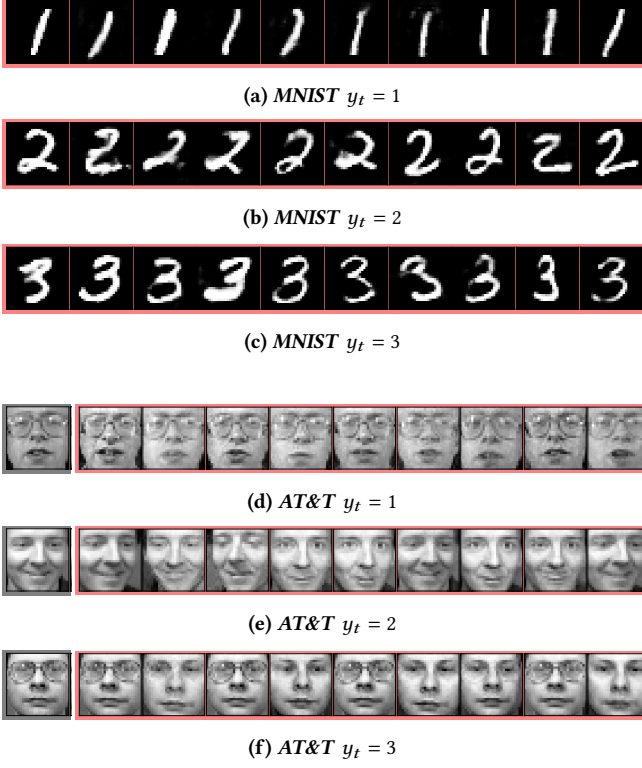 (a) MNIST y_t = 1
(b) MNIST y_t = 2
(c) MNIST y_t = 3
(d) AT&T y_t = 1
(e) AT&T y_t = 2
(f) AT&T y_t = 3